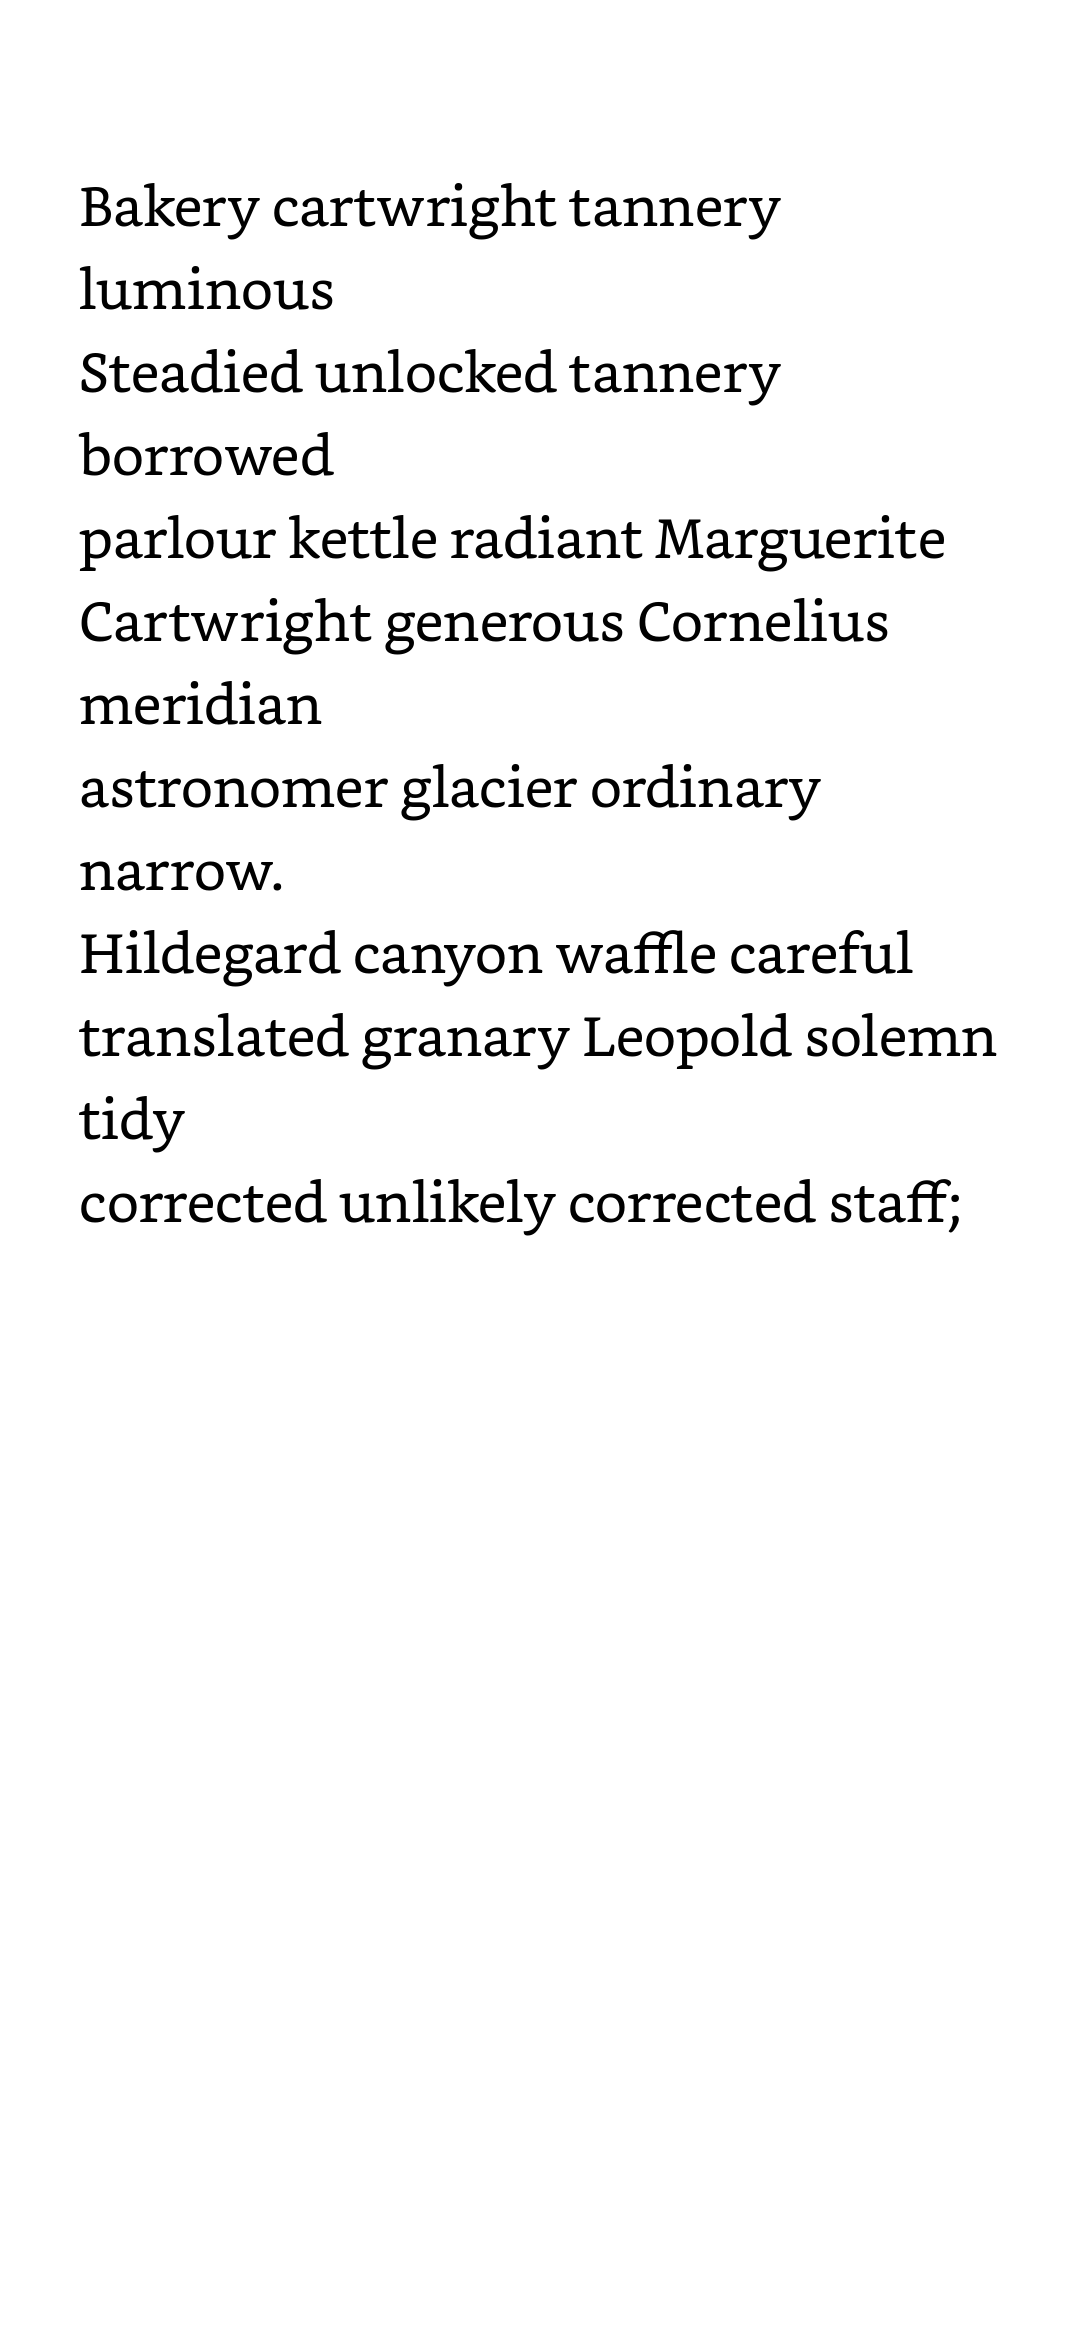 Bakery cartwright tannery
luminous
Steadied unlocked tannery
borrowed
parlour kettle radiant Marguerite
Cartwright generous Cornelius
meridian
astronomer glacier ordinary
narrow.
Hildegard canyon waffle careful
translated granary Leopold solemn
tidy
corrected unlikely corrected staff;